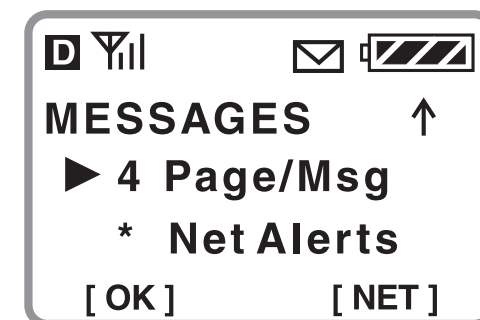 D
MESSAGES ↑
▶ 4 Page/Msg
* Net Alerts
[ OK ] [ NET ]